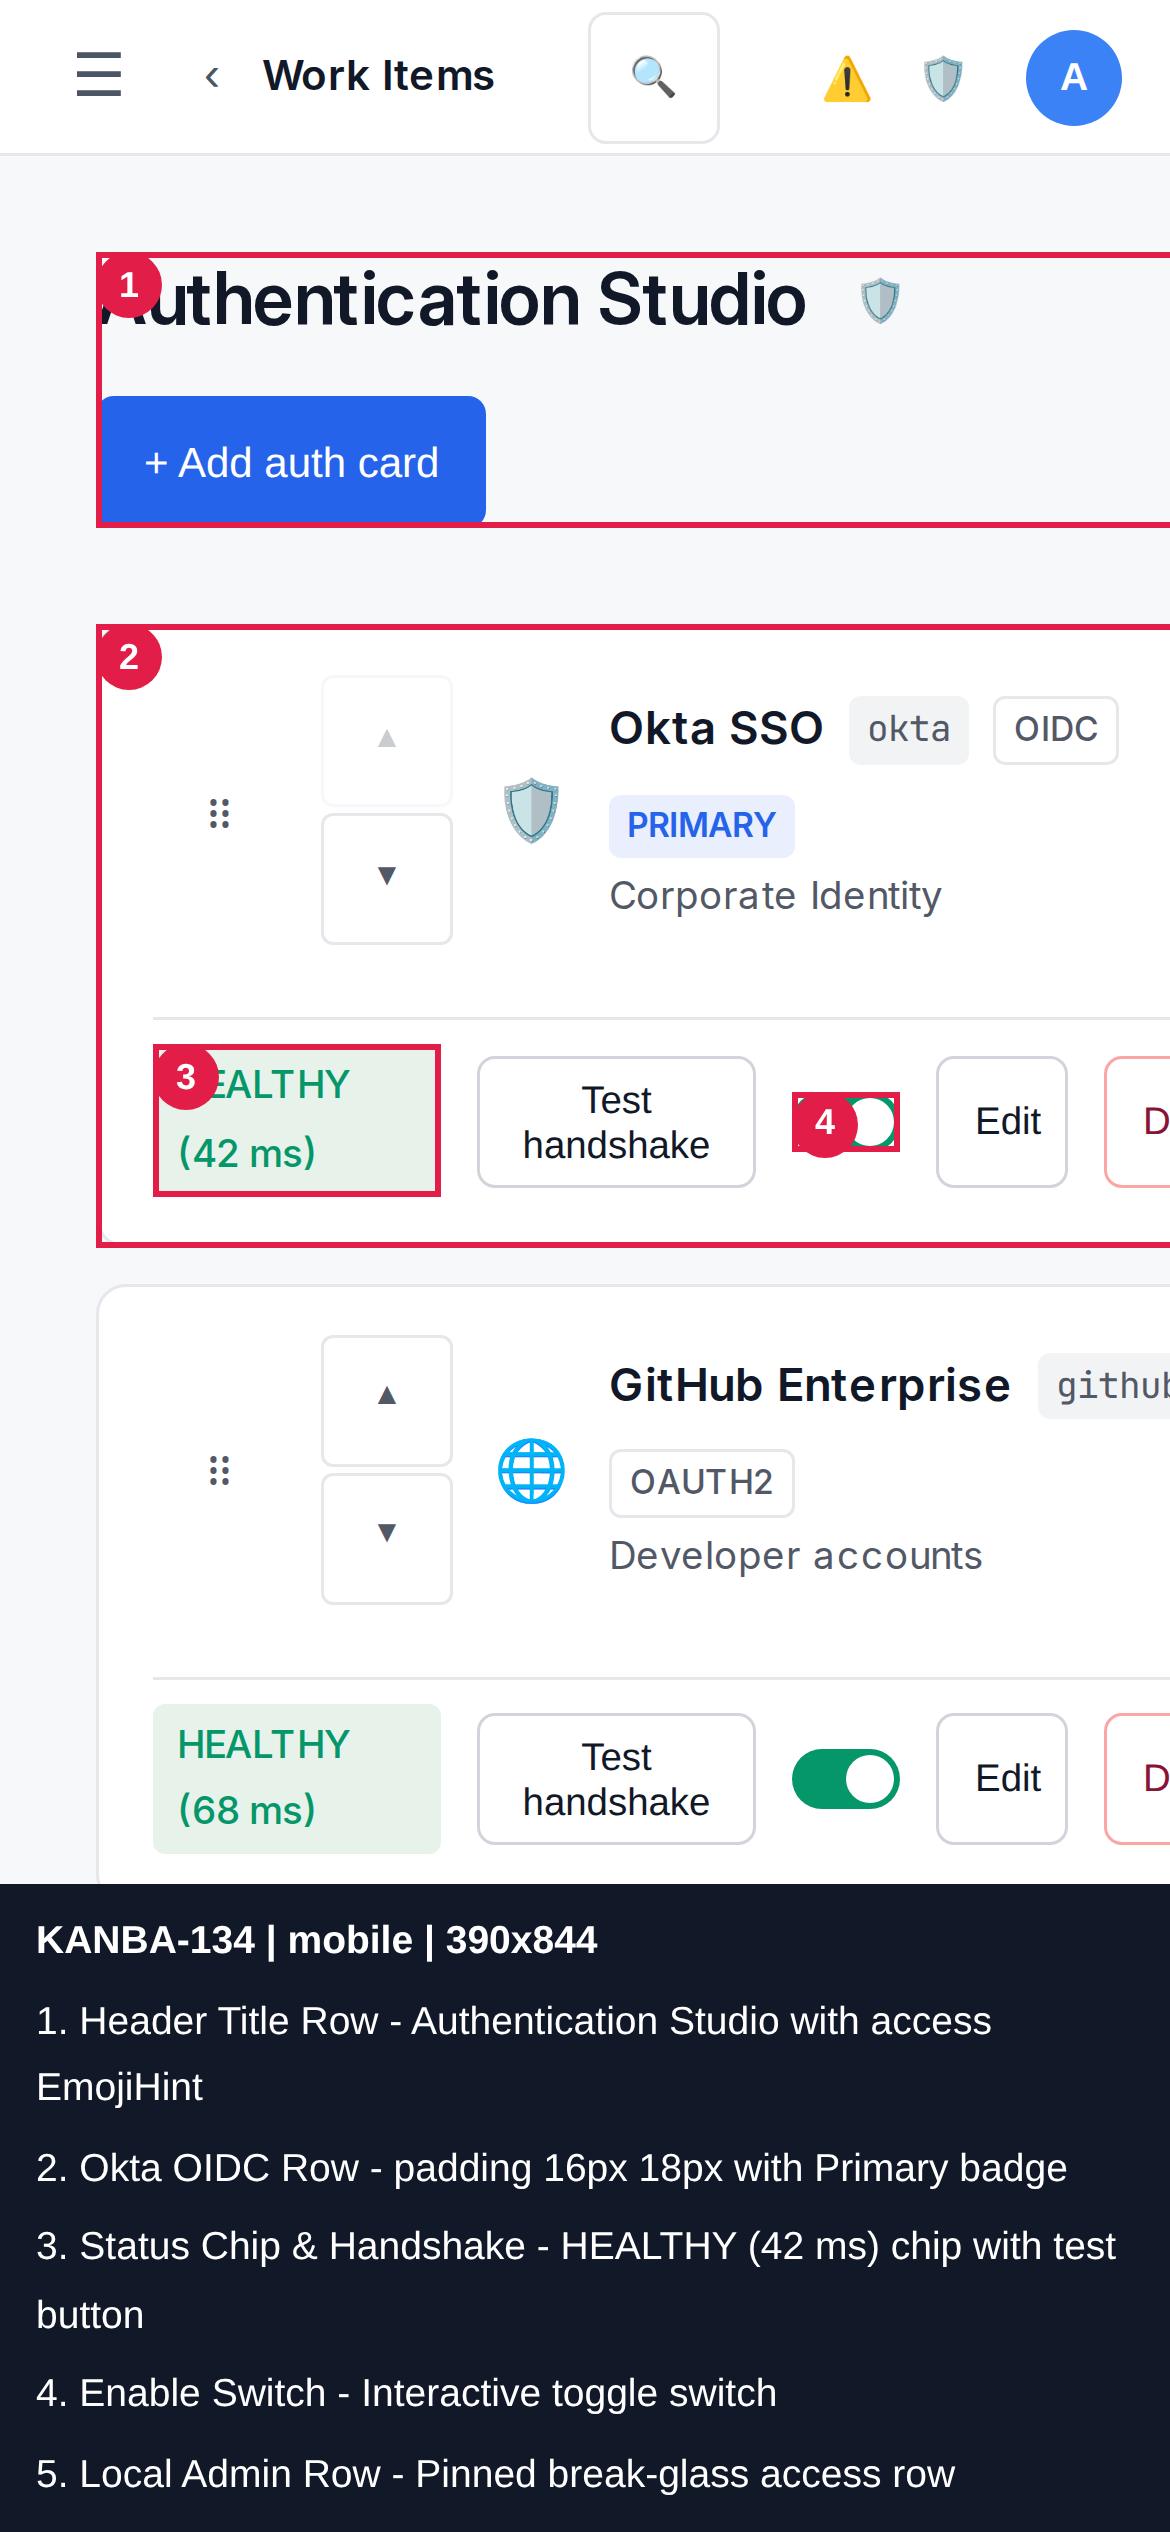 Work Items
A
1
uthentication Studio
+ Add auth card
2
Okta SSO okta OIDC
PRIMARY
Corporate Identity
3
EALTHY
(42 ms)
Test
handshake
4
Edit
D
GitHub Enterprise github
OAUTH2
Developer accounts
HEALTHY
(68 ms)
Test
handshake
Edit
D
KANBA-134 | mobile | 390x844
1. Header Title Row - Authentication Studio with access
EmojiHint
2. Okta OIDC Row - padding 16px 18px with Primary badge
3. Status Chip & Handshake - HEALTHY (42 ms) chip with test
button
4. Enable Switch - Interactive toggle switch
5. Local Admin Row - Pinned break-glass access row